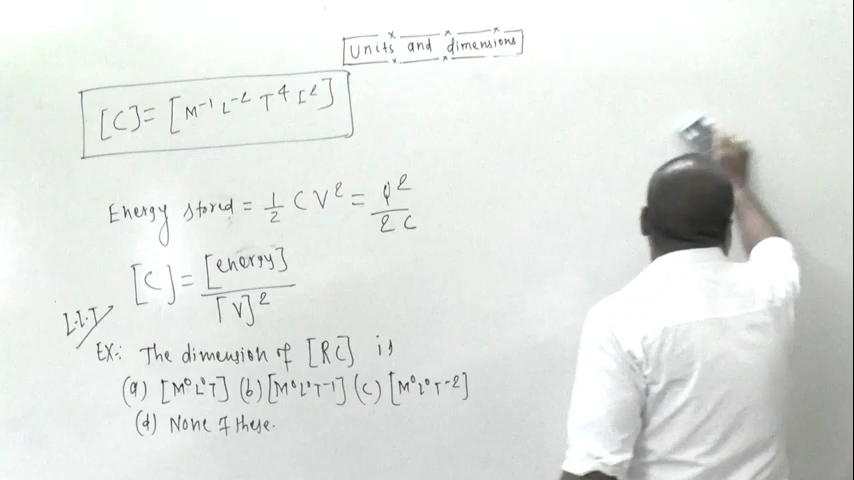 Units and dimensions
[C] = [M⁻¹ L⁻² T⁴ I²]
Energy stored = 1/2 C V² = Q²/2C
[C] = [energy]/[V]²
I.I.T
EX:. The dimension of [RC] is
(a) [M⁰L⁰T] (b) [M⁰L⁰T-1] (c) [M⁰L⁰T-2]
(d) None of these.